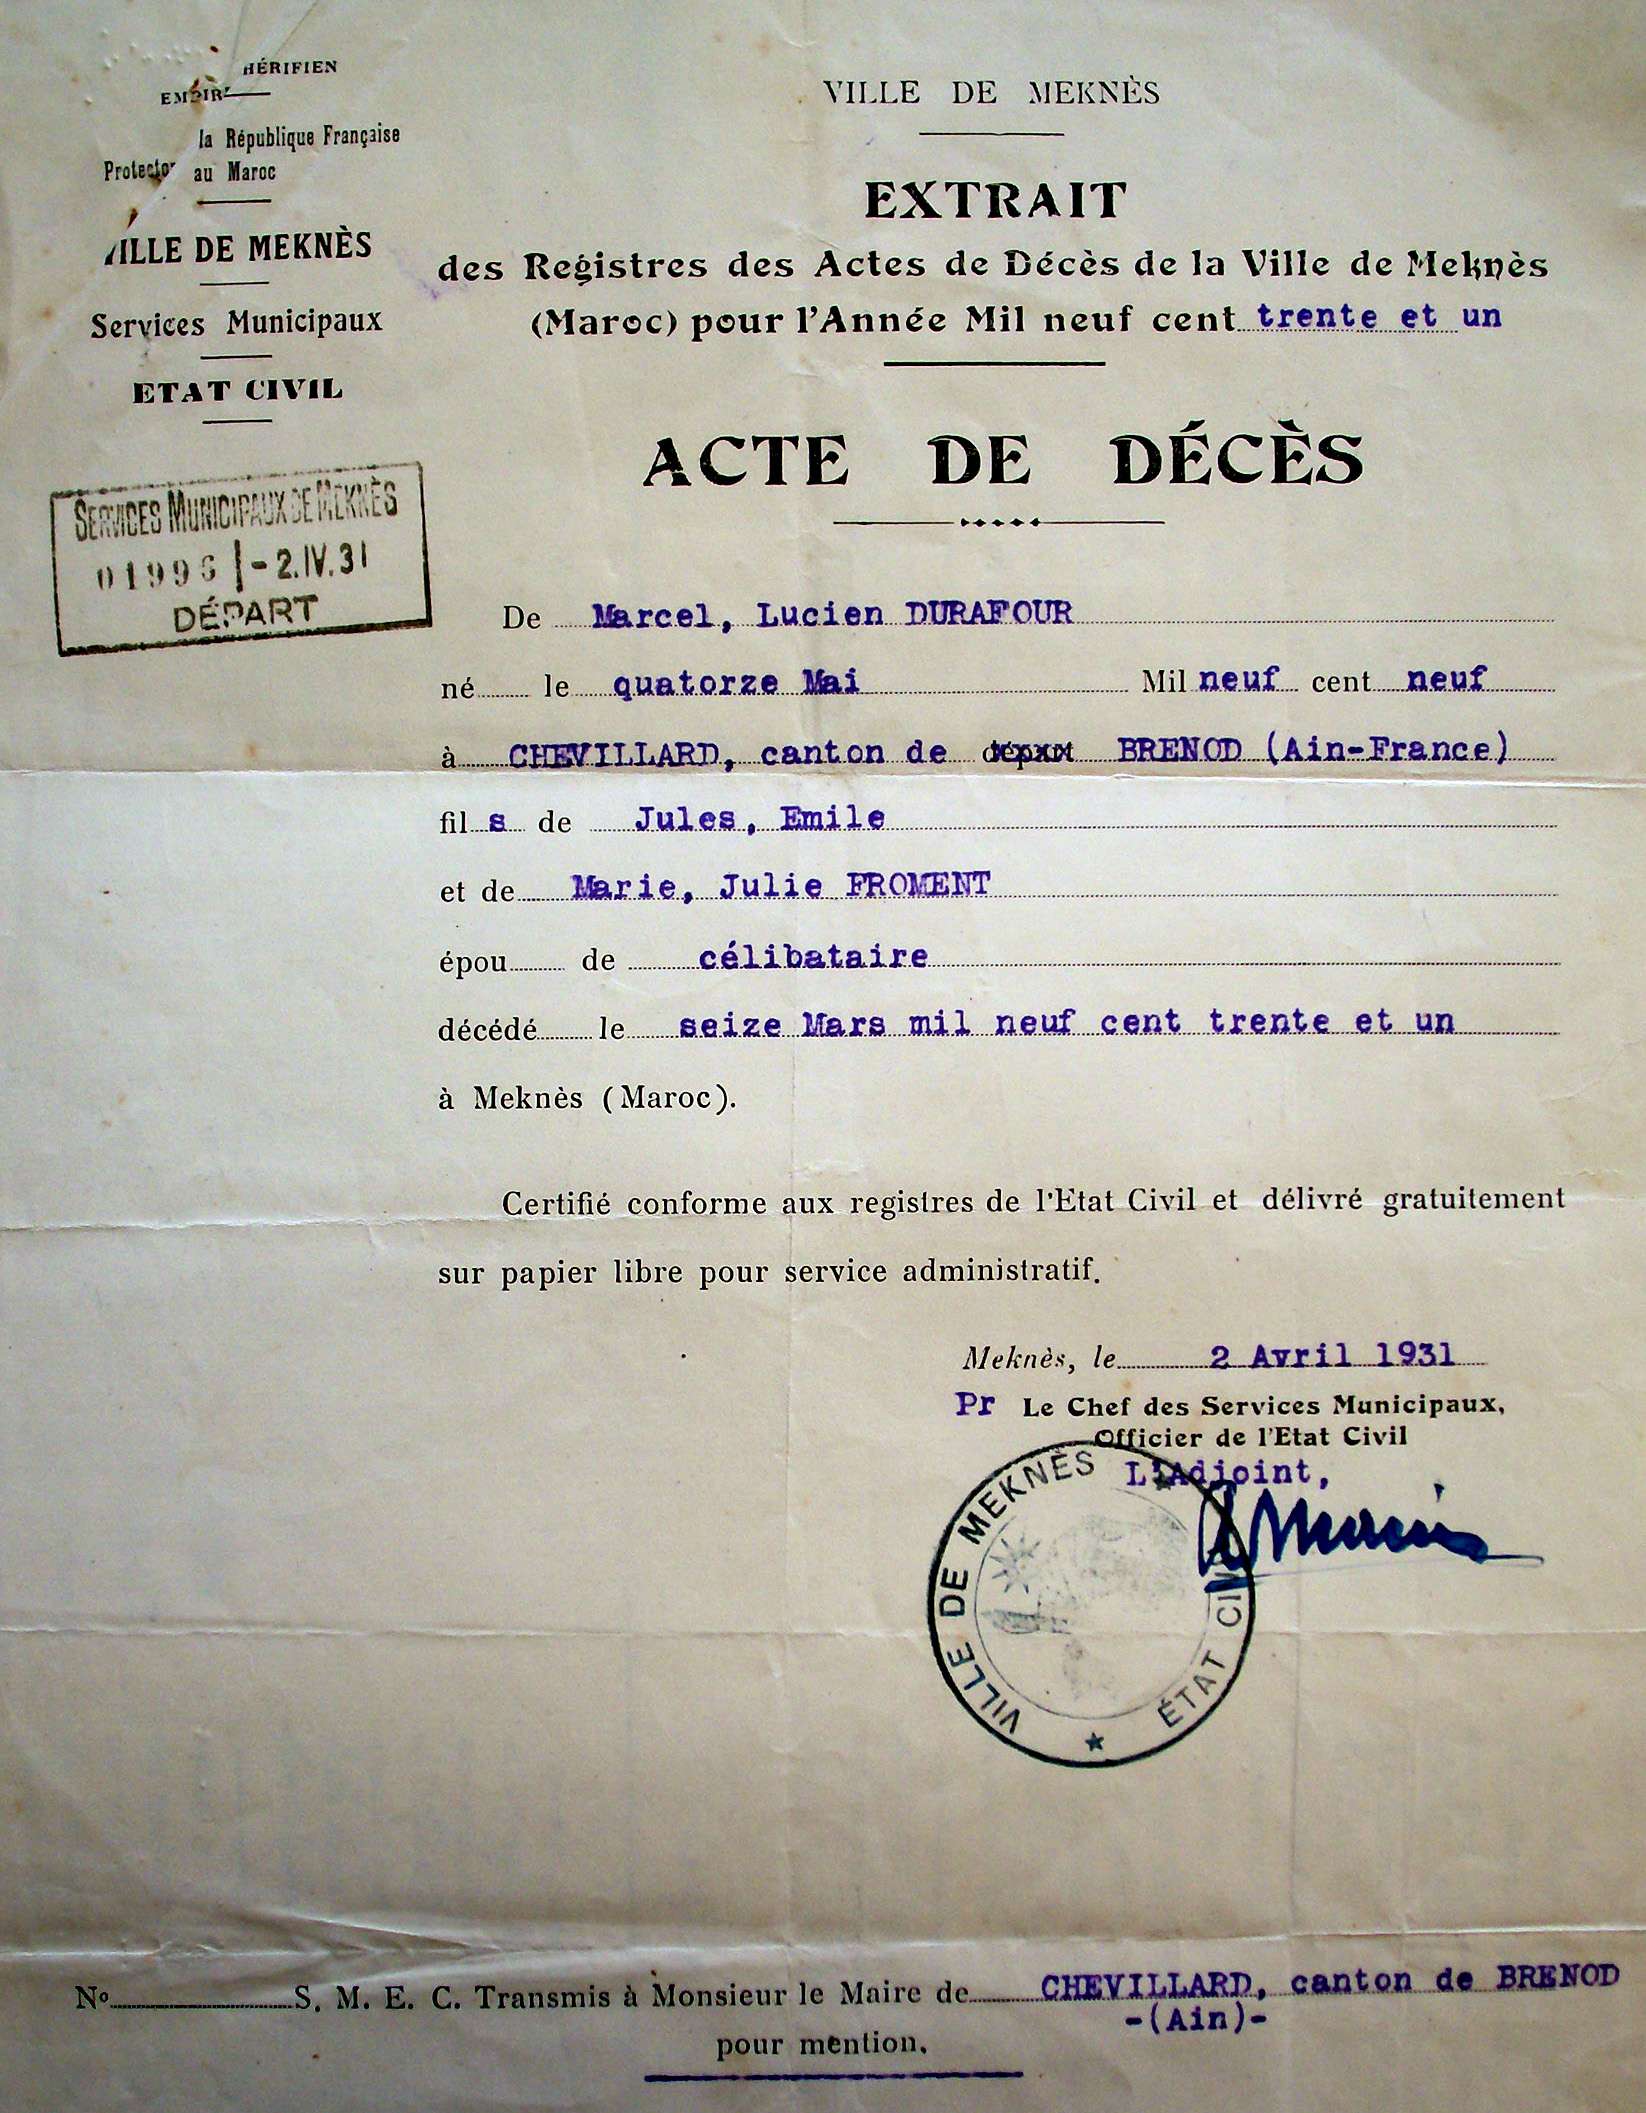 HÉRIFIEN
EMPIR
la République Française
Protector au Maroc
VILLE DE MEKNÈS
Services Municipaux
ETAT CIVIL
SERVICES MUNICIPAUX DE MEKNÈS
01996 - 2.IV.31
DÉPART
VILLE DE MEKNÈS
EXTRAIT
des Registres des Actes de Décès de la Ville de Meknès
(Maroc) pour l'Année Mil neuf cent trente et un
ACTE DE DÉCÈS
De Marcel, Lucien DURAFOUR
né le quatorze Mai Mil neuf cent neuf
à CHEVILLARD, canton de départ BRENOD (Ain-France)
fils de Jules, Emile
et de Marie, Julie FROMENT
épou de célibataire
décédé le seize Mars mil neuf cent trente et un
à Meknès (Maroc).
Certifié conforme aux registres de l'Etat Civil et délivré gratuitement
sur papier libre pour service administratif.
Meknès, le 2 Avril 1931
Pr Le Chef des Services Municipaux,
Officier de l'Etat Civil
L'Adjoint,
VILLE DE MEKNÈS
ÉTAT CIVIL
No S. M. E. C. Transmis à Monsieur le Maire de CHEVILLARD, canton de BRENOD
-(Ain)-
pour mention.